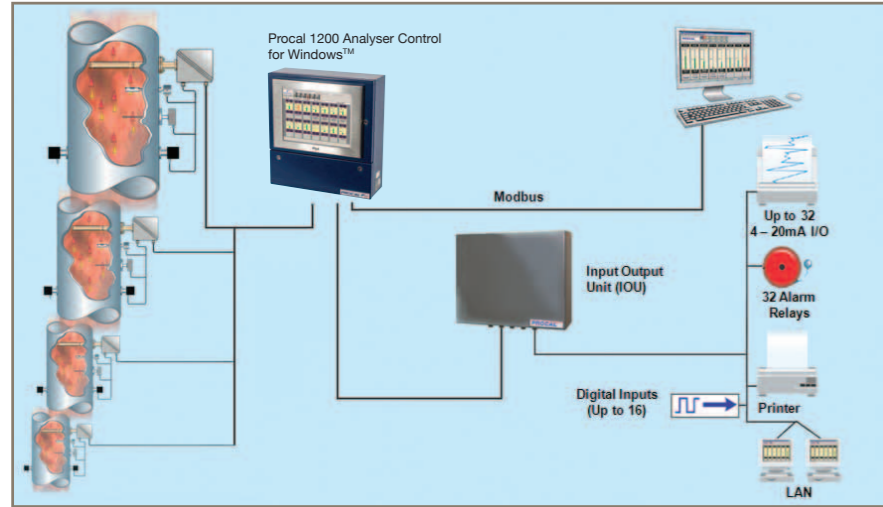 Procal 1200 Analyser Control
for Windows™
Modbus
Up to 32
4 – 20mA I/O
Input Output
Unit (IOU)
32 Alarm
Relays
Digital Inputs
(Up to 16)
Printer
LAN